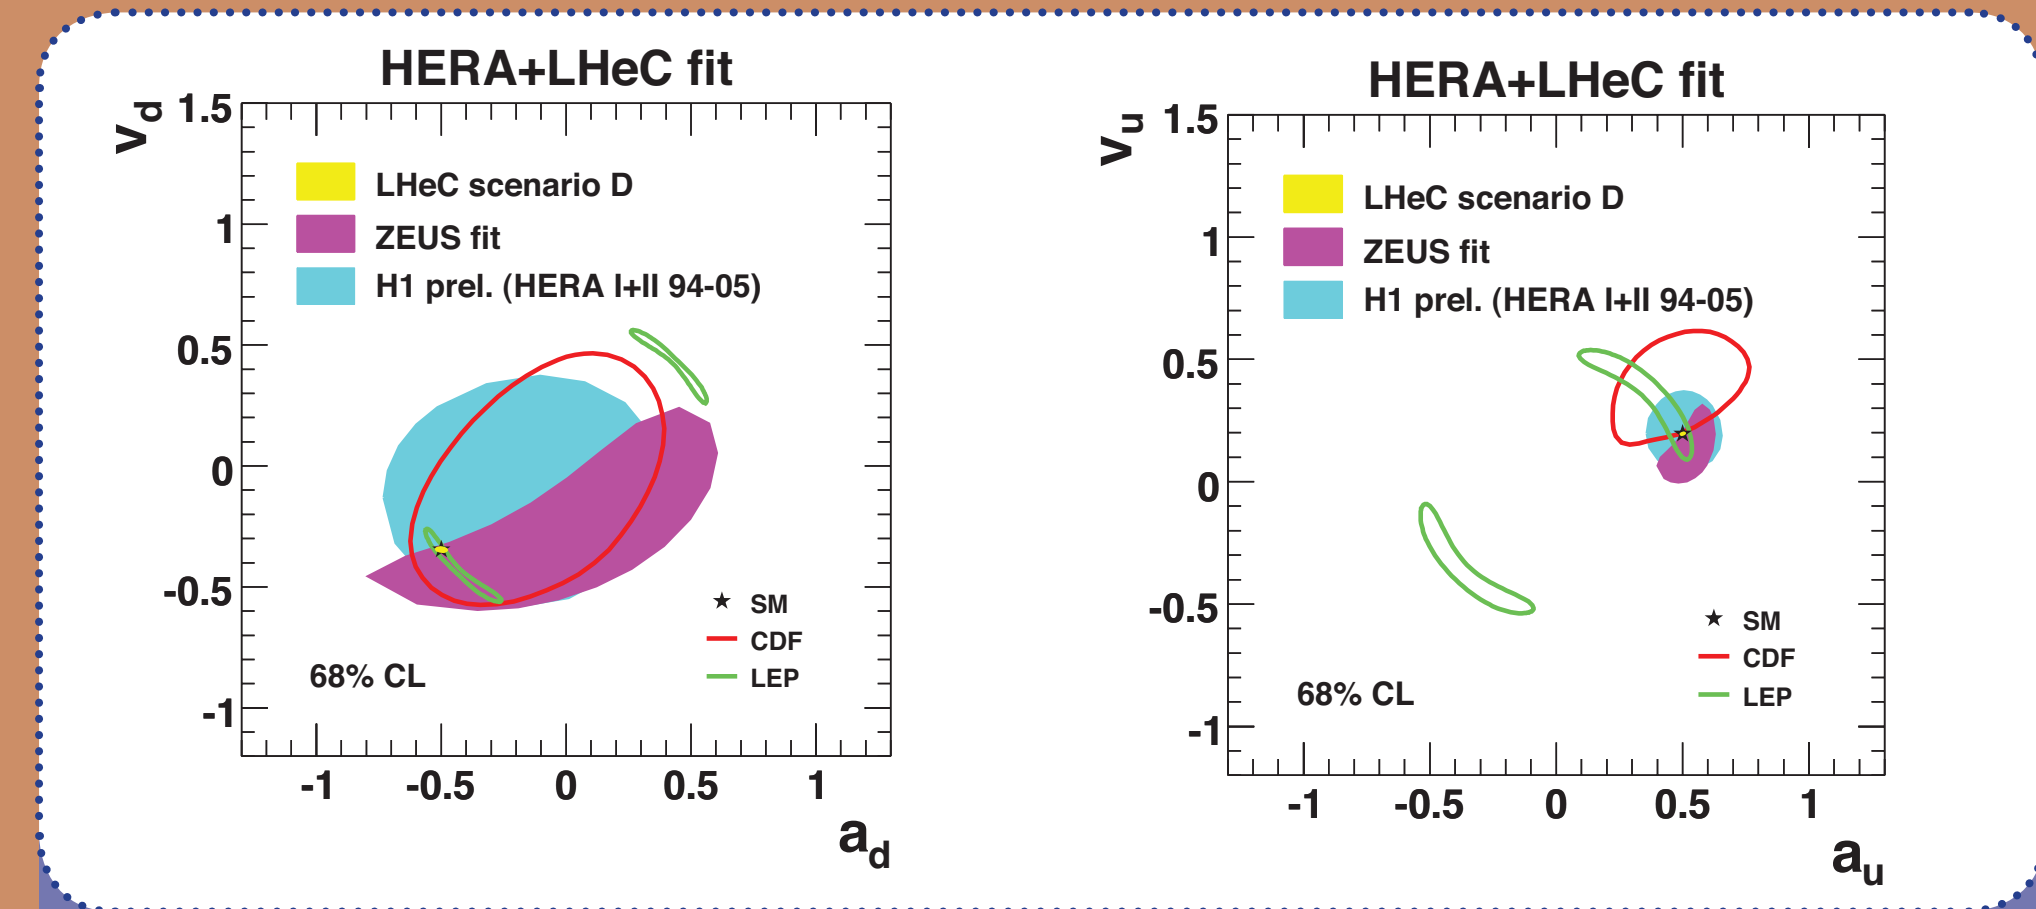 HERA+LHeC fit
v_d
1.5
1
0.5
0
-0.5
-1
LHeC scenario D
ZEUS fit
H1 prel. (HERA I+II 94-05)
SM
CDF
LEP
68% CL
-1 -0.5 0 0.5 1
a_d
HERA+LHeC fit
v_u
1.5
1
0.5
0
-0.5
-1
LHeC scenario D
ZEUS fit
H1 prel. (HERA I+II 94-05)
SM
CDF
LEP
68% CL
-1 -0.5 0 0.5 1
a_u